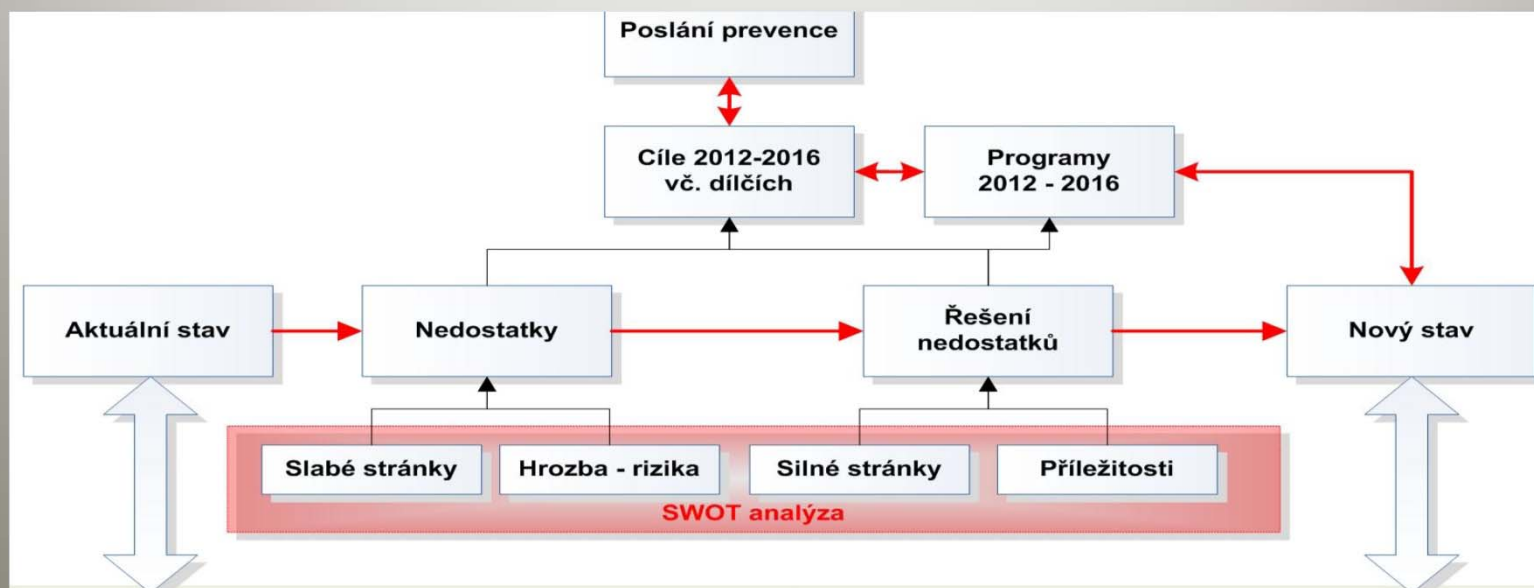 Poslání prevence
Cíle 2012-2016
vč. dílčích
Programy
2012 - 2016
Aktuální stav
Nedostatky
Řešení
nedostatků
Nový stav
Slabé stránky
Hrozba - rizika
Silné stránky
Příležitosti
SWOT analýza